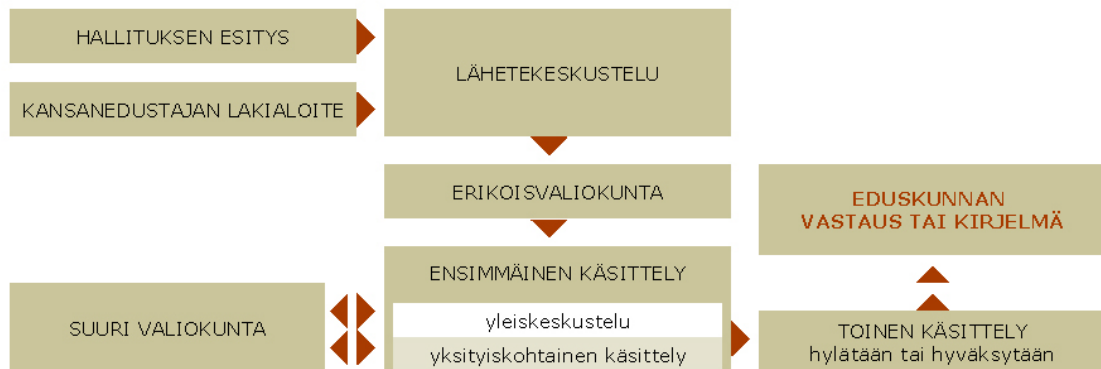 HALLITUKSEN ESITYS
KANSANEDUSTAJAN LAKIALOITE
LÄHETEKESKUSTELU
ERIKOISVALIOKUNTA
ENSIMMÄINEN KÄSITTELY
yleiskeskustelu
yksityiskohtainen käsittely
SUURI VALIOKUNTA
TOINEN KÄSITTELY
hylätään tai hyväksytään
EDUSKUNNAN
VASTAUS TAI KIRJELMÄ